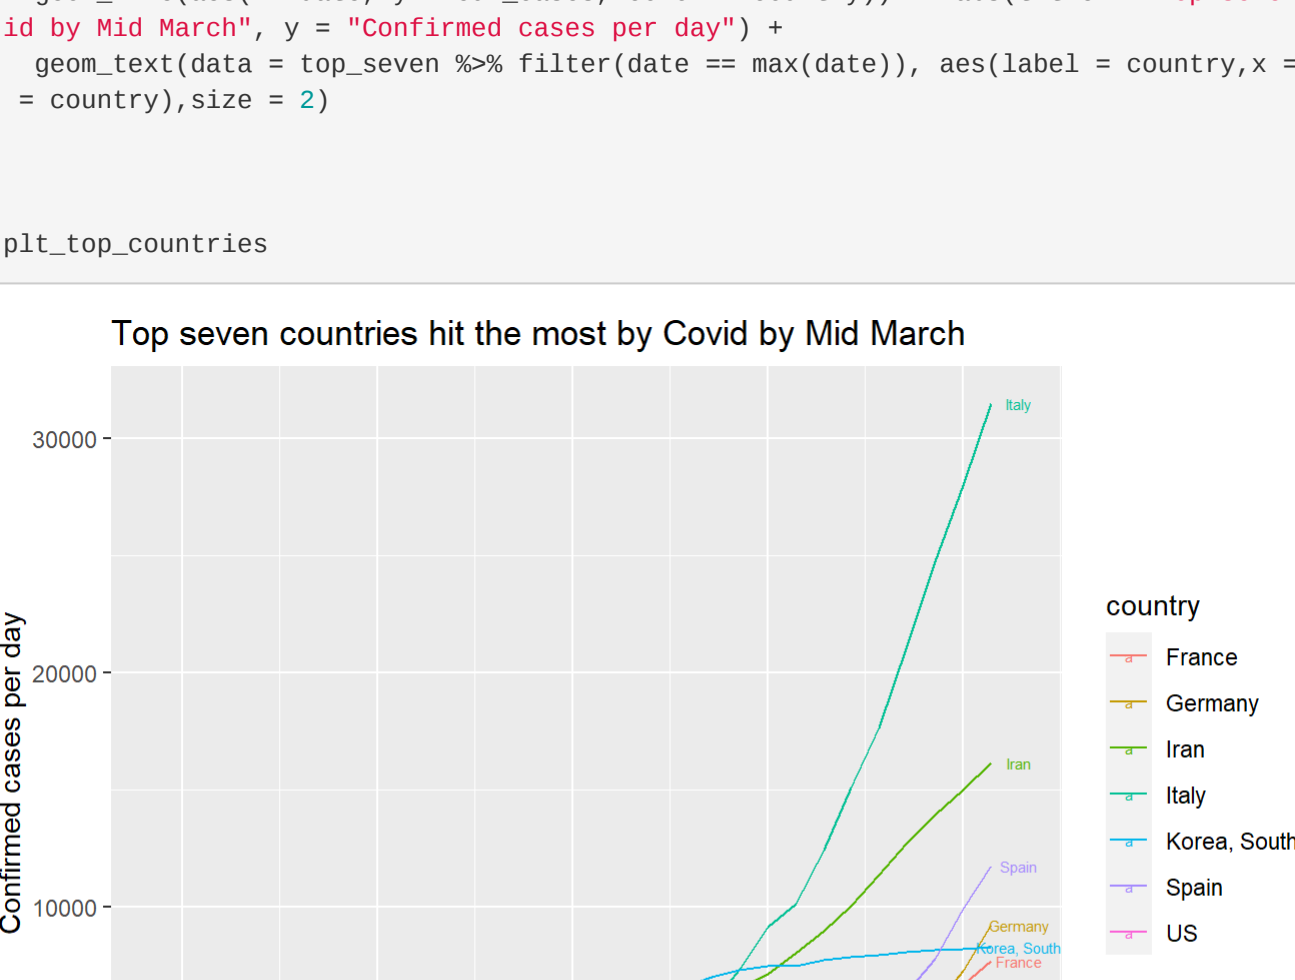 id by Mid March", y = "Confirmed cases per day") +
geom_text(data = top_seven %>% filter(date == max(date)), aes(label = country,x =
= country),size = 2)
plt_top_countries
Top seven countries hit the most by Covid by Mid March
Italy
30000
country
Confirmed cases per day
France
20000
Germany
Iran
Iran
Italy
Korea, South
Spain
Spain
10000
Germany
US
Korea, South
France
a
a
a
a
a
a
a